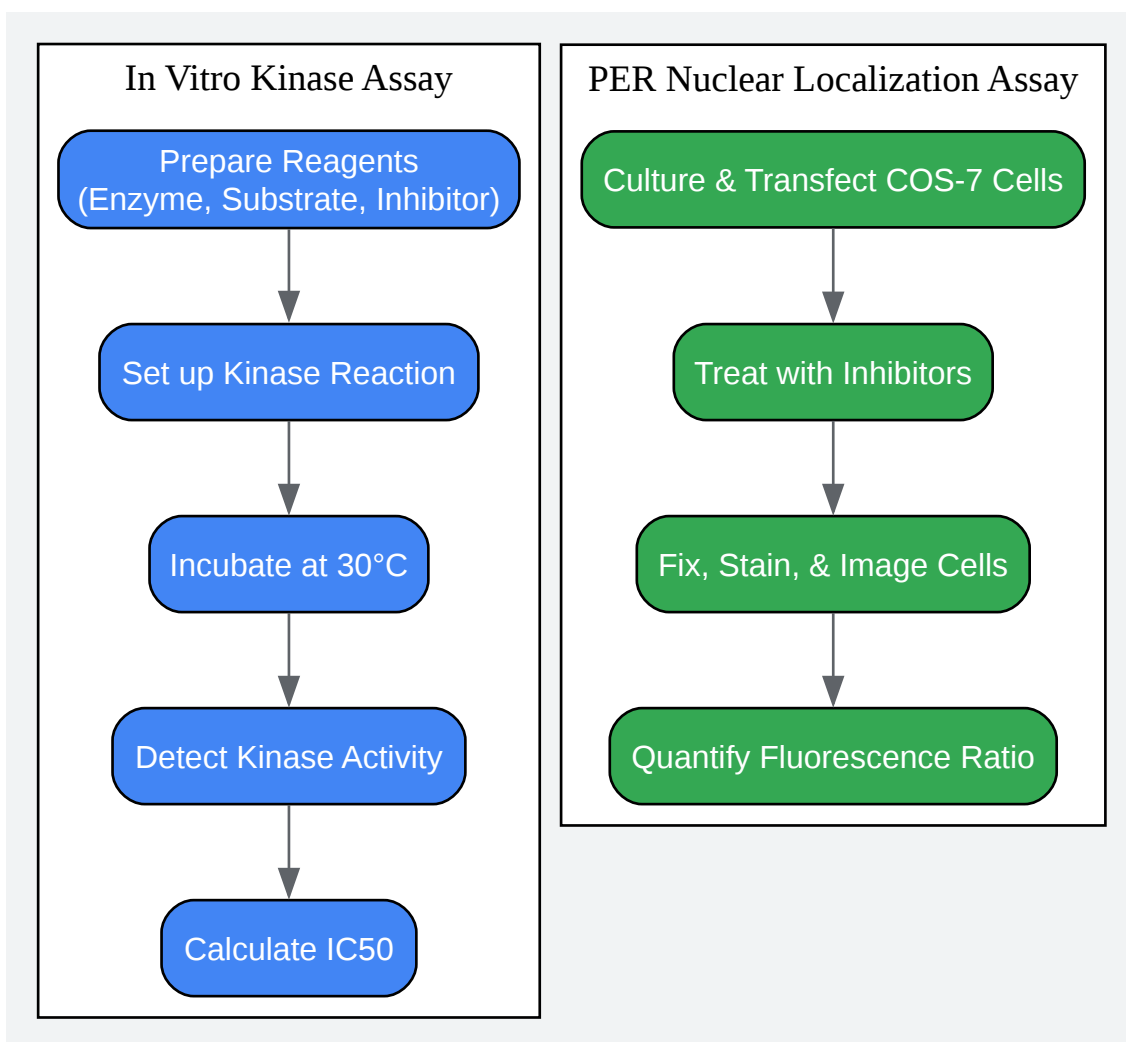 In Vitro Kinase Assay
Prepare Reagents
(Enzyme, Substrate, Inhibitor)
Set up Kinase Reaction
Incubate at 30°C
Detect Kinase Activity
Calculate IC50
PER Nuclear Localization Assay
Culture & Transfect COS-7 Cells
Treat with Inhibitors
Fix, Stain, & Image Cells
Quantify Fluorescence Ratio